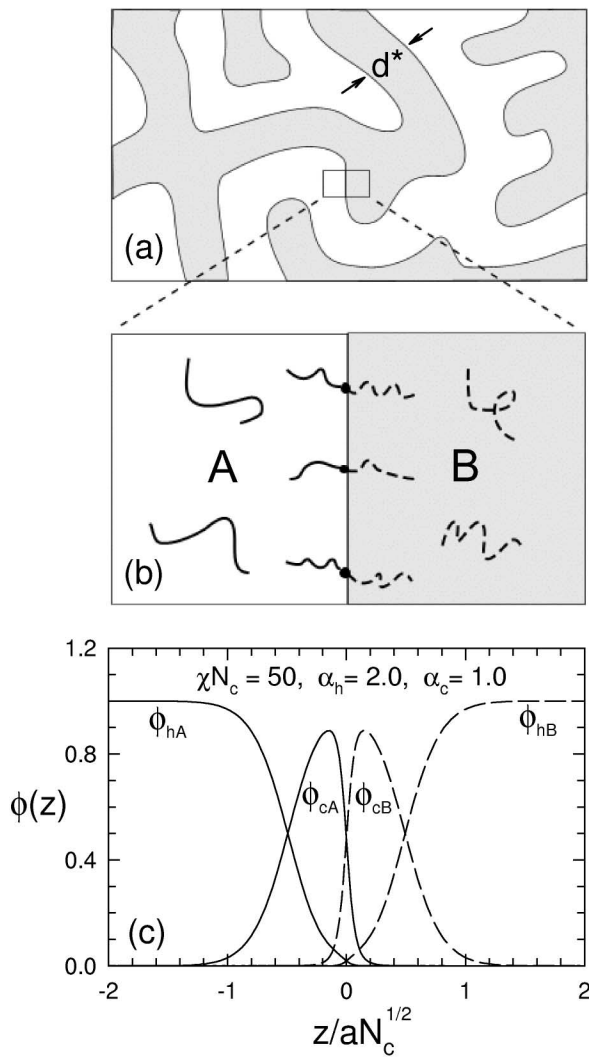 d*
(a)
A
B
(b)
1.2
χN_c = 50, α_h = 2.0, α_c = 1.0
ϕ_hA
ϕ_hB
0.8
ϕ_cA
ϕ_cB
ϕ(z)
0.4
(c)
0.0
-2
-1
0
1
2
z/aN_c^1/2